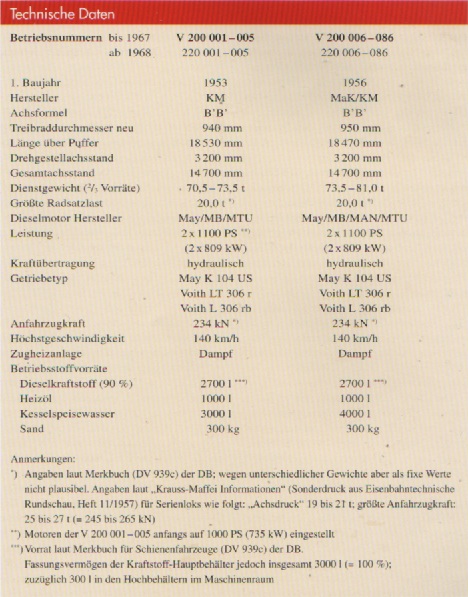 Technische Daten
Betriebsnummern bis 1967 V 200 001–005 V 200 006–086
ab 1968 220 001–005 220 006–086
1. Baujahr 1953 1956
Hersteller KM MaK/KM
Achsformel B'B' B'B'
Treibraddurchmesser neu 940 mm 950 mm
Länge über Puffer 18 530 mm 18 470 mm
Drehgestellachsstand 3 200 mm 3 200 mm
Gesamtachsstand 14 700 mm 14 700 mm
Dienstgewicht (²/₃ Vorräte) 70,5–73,5 t 73,5–81,0 t
Größte Radsatzlast 20,0 t *) 20,0 t *)
Dieselmotor Hersteller May/MB/MTU May/MB/MAN/MTU
Leistung 2 x 1100 PS **) 2 x 1100 PS
(2 x 809 kW) (2 x 809 kW)
Kraftübertragung hydraulisch hydraulisch
Getriebetyp May K 104 US May K 104 US
Voith LT 306 r Voith LT 306 r
Voith L 306 rb Voith L 306 rb
Anfahrzugkraft 234 kN *) 234 kN *)
Höchstgeschwindigkeit 140 km/h 140 km/h
Zugheizanlage Dampf Dampf
Betriebsstoffvorräte
Dieselkraftstoff (90 %) 2700 l ***) 2700 l ***)
Heizöl 1000 l 1000 l
Kesselspeisewasser 3000 l 4000 l
Sand 300 kg 300 kg
Anmerkungen:
*) Angaben laut Merkbuch (DV 939c) der DB; wegen unterschiedlicher Gewichte aber als fixe Werte
nicht plausibel. Angaben laut „Krauss-Maffei Informationen“ (Sonderdruck aus Eisenbahntechnische
Rundschau, Heft 11/1957) für Serienloks wie folgt: „Achsdruck“ 19 bis 21 t; größte Anfahrzugkraft:
25 bis 27 t (= 245 bis 265 kN)
**) Motoren der V 200 001–005 anfangs auf 1000 PS (735 kW) eingestellt
***) Vorrat laut Merkbuch für Schienenfahrzeuge (DV 939c) der DB.
Fassungsvermögen der Kraftstoff-Hauptbehälter jedoch insgesamt 3000 l (= 100 %);
zuzüglich 300 l in den Hochbehältern im Maschinenraum